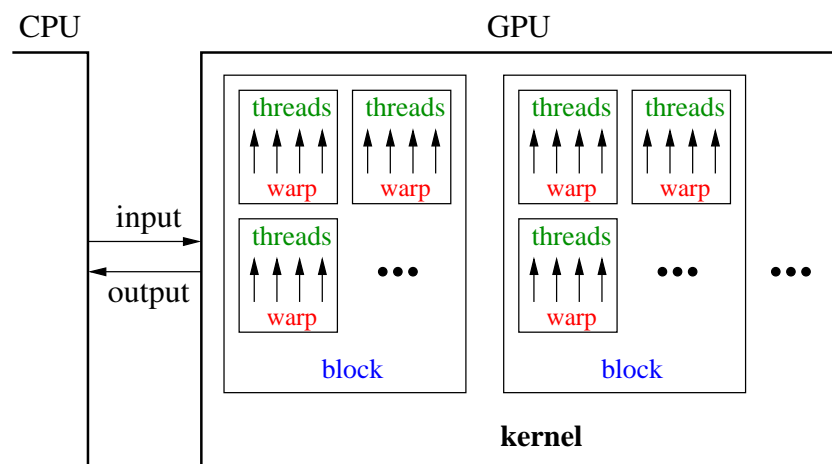 CPU
GPU
threads
threads
threads
threads
warp
warp
warp
warp
input
threads
threads
output
warp
warp
block
block
kernel